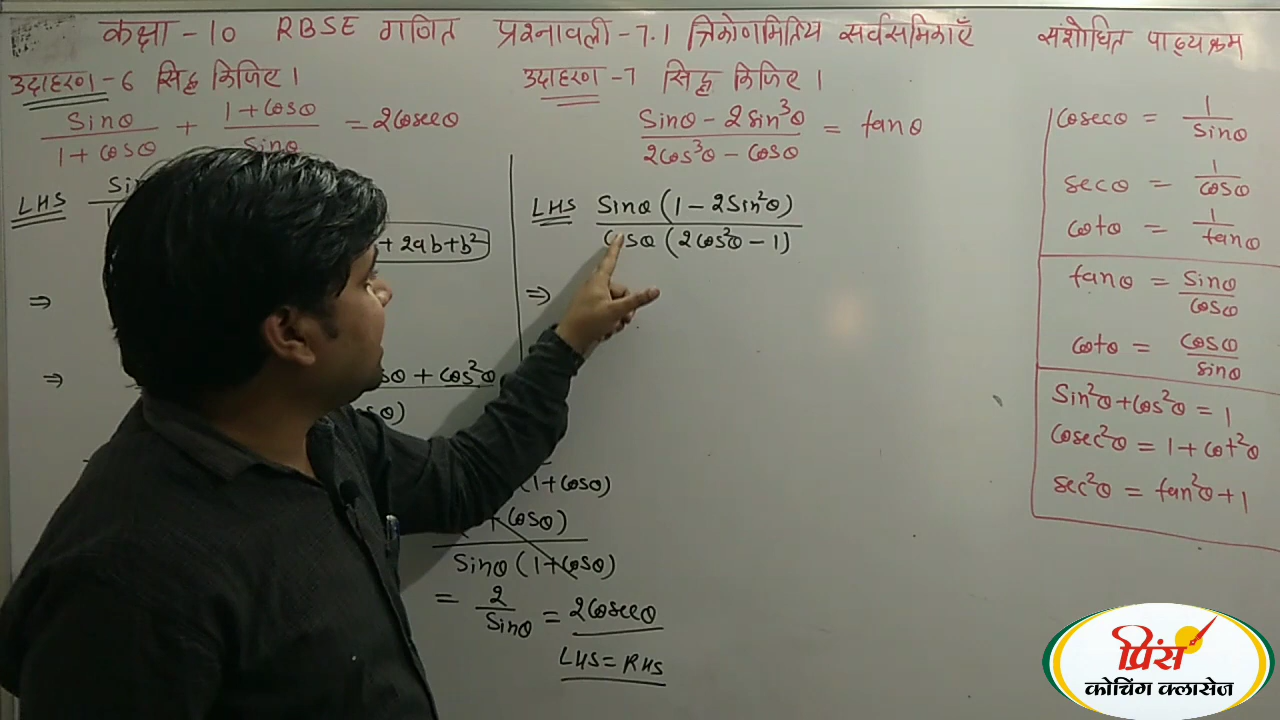 कक्षा - 10 RBSE गणित प्रश्नावली - 7.1 त्रिकोणमितिय सर्वसमिकाएँ संशोधित पाठ्यक्रम
उदाहरण - 6 सिद्ध किजिए।
Sinθ / 1 + cosθ + 1 + cosθ / Sinθ = 2cosecθ
LHS Sin
+ 2ab + b²
⇒
⇒ sθ + cos²θ
sθ)
(1 + cosθ)
+ cosθ)
Sinθ (1 + cosθ)
= 2 / Sinθ = 2cosecθ
LHS = RHS
उदाहरण - 7 सिद्ध किजिए।
Sinθ - 2sin³θ / 2cos³θ - cosθ = tanθ
LHS Sinθ (1 - 2Sin²θ) / cosθ (2cos²θ - 1)
⇒
cosecθ = 1 / sinθ
secθ = 1 / cosθ
cotθ = 1 / tanθ
tanθ = Sinθ / cosθ
cotθ = cosθ / sinθ
Sin²θ + cos²θ = 1
cosec²θ = 1 + cot²θ
sec²θ = tan²θ + 1
प्रिंस
कोचिंग क्लासेज